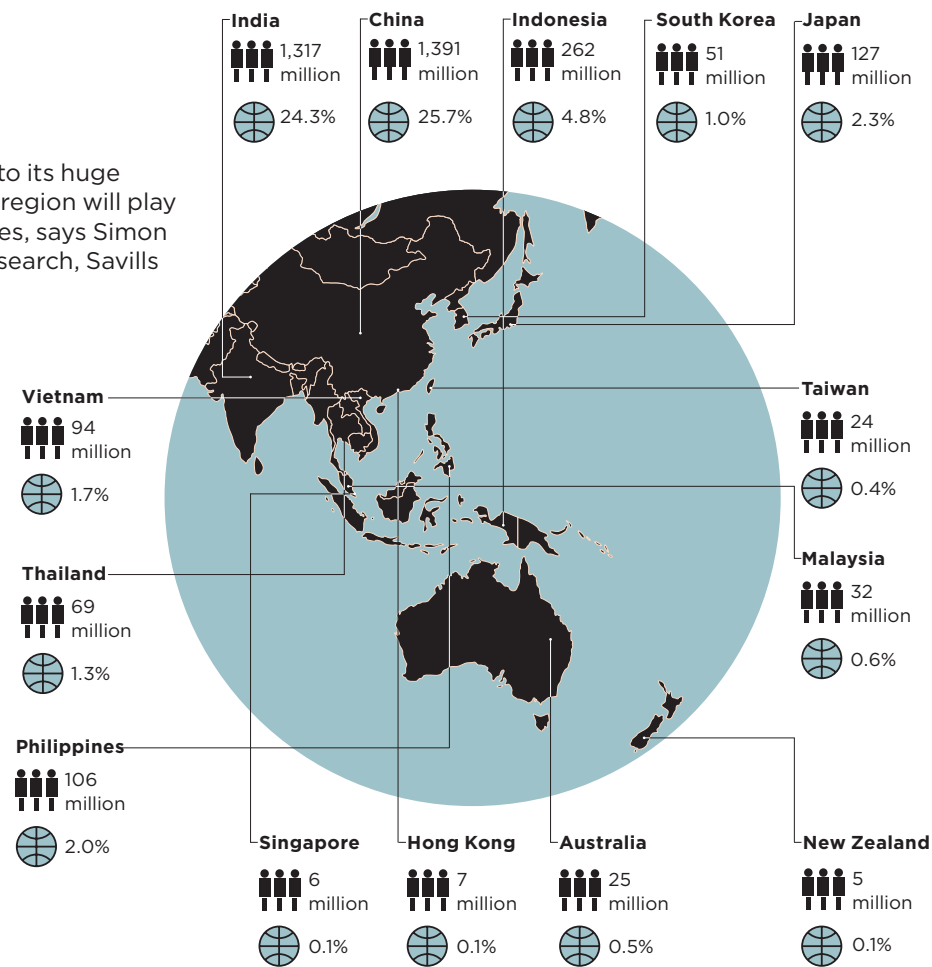 India
1,317
million
24.3%
China
1,391
million
25.7%
Indonesia
262
million
4.8%
South Korea
51
million
1.0%
Japan
127
million
2.3%
to its huge
region will play
es, says Simon
search, Savills
Vietnam
94
million
1.7%
Thailand
69
million
1.3%
Philippines
106
million
2.0%
Taiwan
24
million
0.4%
Malaysia
32
million
0.6%
Singapore
6
million
0.1%
Hong Kong
7
million
0.1%
Australia
25
million
0.5%
New Zealand
5
million
0.1%